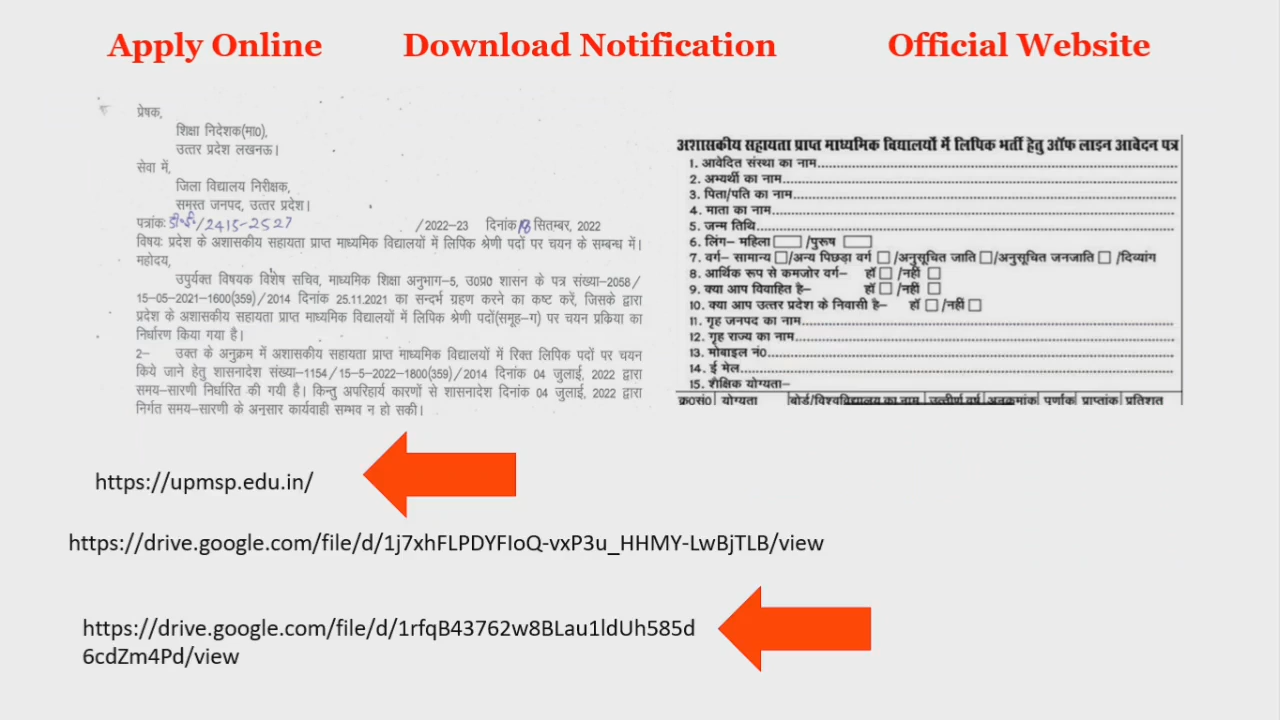 Apply Online
Download Notification
Official Website
प्रेषक,
शिक्षा निदेशक(मा0),
उत्तर प्रदेश लखनऊ।
सेवा में,
जिला विद्यालय निरीक्षक,
समस्त जनपद, उत्तर प्रदेश।
पत्रांक: /2415-2527 /2022-23 दिनांक 18 सितम्बर, 2022
विषयः प्रदेश के अशासकीय सहायता प्राप्त माध्यमिक विद्यालयों में लिपिक श्रेणी पदों पर चयन के सम्बन्ध में।
महोदय,
उपुर्यक्त विषयक विशेष सचिव, माध्यमिक शिक्षा अनुभाग-5, उ0प्र0 शासन के पत्र संख्या-2058/
15-05-2021-1600(359)/2014 दिनांक 25.11.2021 का सन्दर्भ ग्रहण करने का कष्ट करें, जिसके द्वारा
प्रदेश के अशासकीय सहायता प्राप्त माध्यमिक विद्यालयों में लिपिक श्रेणी पदों(समूह-ग) पर चयन प्रकिया का
निर्धारण किया गया है।
2- उक्त के अनुक्रम में अशासकीय सहायता प्राप्त माध्यमिक विद्यालयों में रिक्त लिपिक पदों पर चयन
किये जाने हेतु शासनादेश संख्या-1154/15-5-2022-1800(359)/2014 दिनांक 04 जुलाई, 2022 द्वारा
समय-सारणी निर्धारित की गयी है। किन्तु अपरिहार्य कारणों से शासनादेश दिनांक 04 जुलाई, 2022 द्वारा
निर्गत समय-सारणी के अनुसार कार्यवाही सम्भव न हो सकी।
अशासकीय सहायता प्राप्त माध्यमिक विद्यालयों में लिपिक भर्ती हेतु ऑफ लाइन आवेदन पत्र
1. आवेदित संस्था का नाम
2. अभ्यर्थी का नाम
3. पिता/पति का नाम
4. माता का नाम
5. जन्म तिथि
6. लिंग- महिला /पुरूष
7. वर्ग- सामान्य /अन्य पिछड़ा वर्ग /अनुसूचित जाति /अनुसूचित जनजाति /दिव्यांग
8. आर्थिक रूप से कमजोर वर्ग- हॉ /नहीं
9. क्या आप विवाहित है- हॉ /नहीं
10. क्या आप उत्तर प्रदेश के निवासी है- हॉ /नहीं
11. गृह जनपद का नाम
12. गृह राज्य का नाम
13. मोबाइल नं0
14. ई मेल
15. शैक्षिक योग्यता-
क्र0सं0 योग्यता बोर्ड/विश्वविद्यालय का नाम उत्तीर्ण वर्ष अनुक्रमांक पूर्णांक प्राप्तांक प्रतिशत
https://upmsp.edu.in/
https://drive.google.com/file/d/1j7xhFLPDYFIoQ-vxP3u_HHMY-LwBjTLB/view
https://drive.google.com/file/d/1rfqB43762w8BLau1ldUh585d
6cdZm4Pd/view